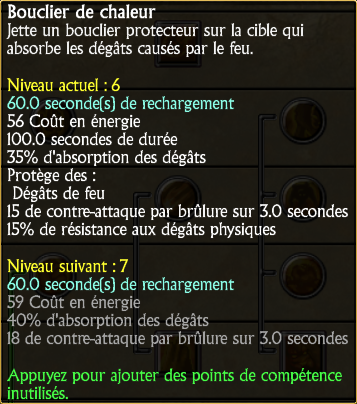 Bouclier de chaleur
Jette un bouclier protecteur sur la cible qui
absorbe les dégâts causés par le feu.
Niveau actuel : 6
60.0 seconde(s) de rechargement
56 Coût en énergie
100.0 secondes de durée
35% d'absorption des dégâts
Protège des :
Dégâts de feu
15 de contre-attaque par brûlure sur 3.0 secondes
15% de résistance aux dégâts physiques
Niveau suivant : 7
60.0 seconde(s) de rechargement
59 Coût en énergie
40% d'absorption des dégâts
18 de contre-attaque par brûlure sur 3.0 secondes
Appuyez pour ajouter des points de compétence
inutilisés.